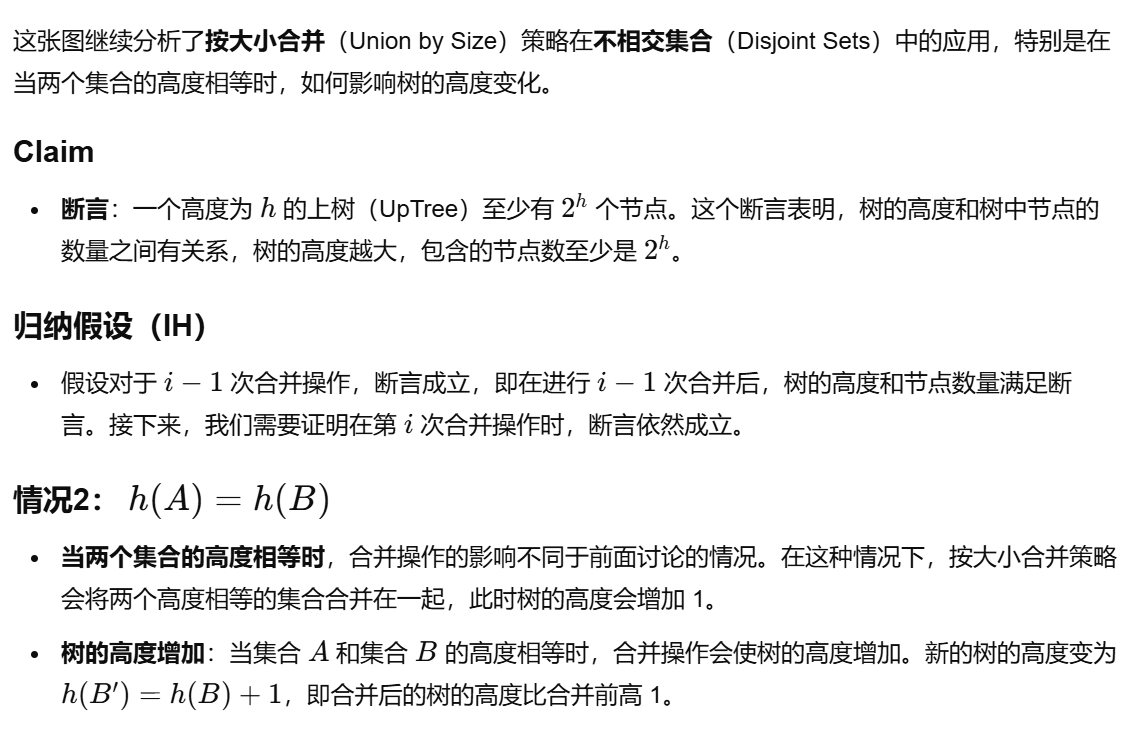 这张图继续分析了按大小合并（Union by Size）策略在不相交集合（Disjoint Sets）中的应用，特别是在
当两个集合的高度相等时，如何影响树的高度变化。
Claim
• 断言：一个高度为 h 的上树（UpTree）至少有 2^h 个节点。这个断言表明，树的高度和树中节点的
数量之间有关系，树的高度越大，包含的节点数至少是 2^h。
归纳假设（IH）
• 假设对于 i − 1 次合并操作，断言成立，即在进行 i − 1 次合并后，树的高度和节点数量满足断
言。接下来，我们需要证明在第 i 次合并操作时，断言依然成立。
情况2： h(A) = h(B)
• 当两个集合的高度相等时，合并操作的影响不同于前面讨论的情况。在这种情况下，按大小合并策略
会将两个高度相等的集合合并在一起，此时树的高度会增加 1。
• 树的高度增加：当集合 A 和集合 B 的高度相等时，合并操作会使树的高度增加。新的树的高度变为
h(B′) = h(B) + 1，即合并后的树的高度比合并前高 1。